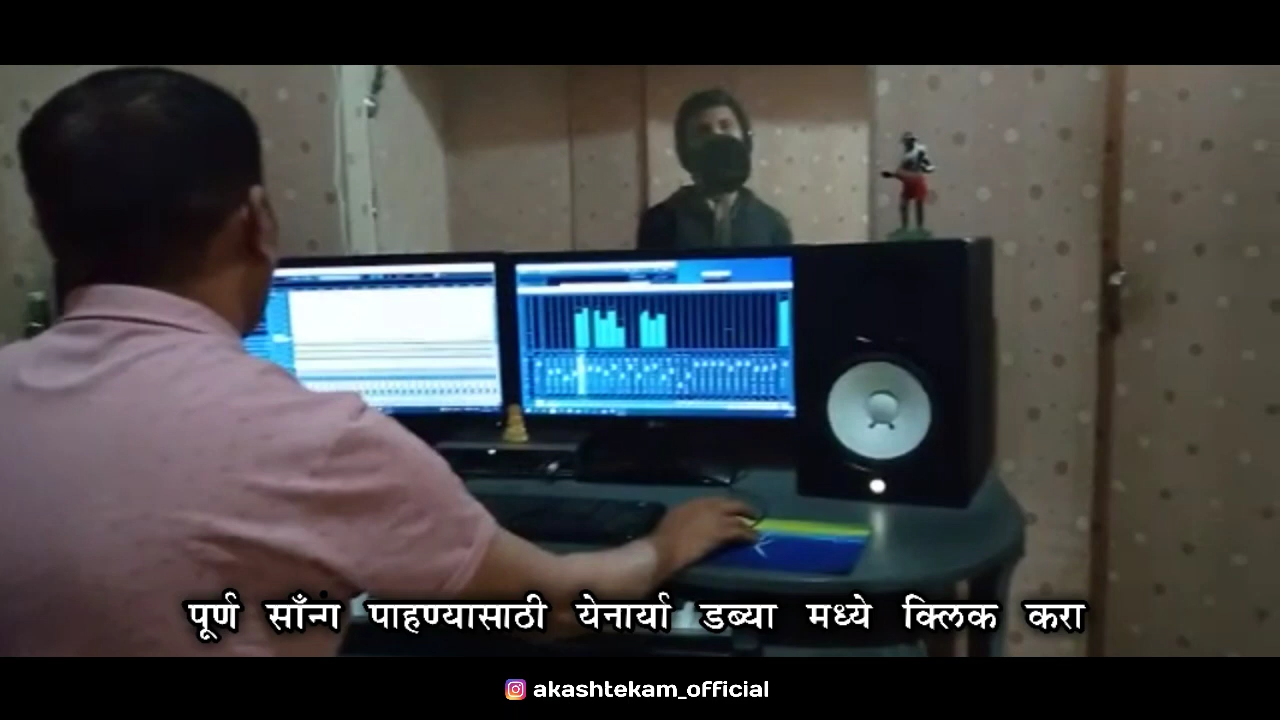 पूर्ण साँन्गं पाहण्यासाठी येनार्या डब्या मध्ये क्लिक करा
akashtekam_official